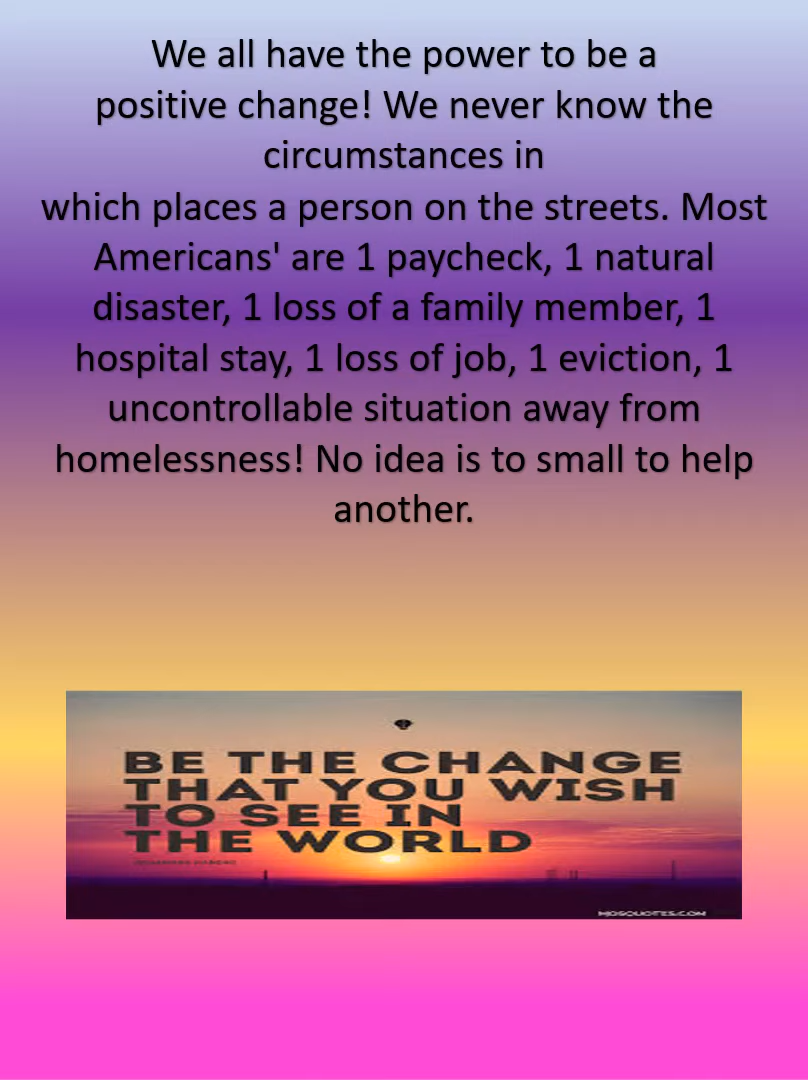 We all have the power to be a
positive change! We never know the
circumstances in
which places a person on the streets. Most
Americans' are 1 paycheck, 1 natural
disaster, 1 loss of a family member, 1
hospital stay, 1 loss of job, 1 eviction, 1
uncontrollable situation away from
homelessness! No idea is to small to help
another.
BE THE CHANGE
THAT YOU WISH
TO SEE IN
THE WORLD
MOSQUOTES.COM